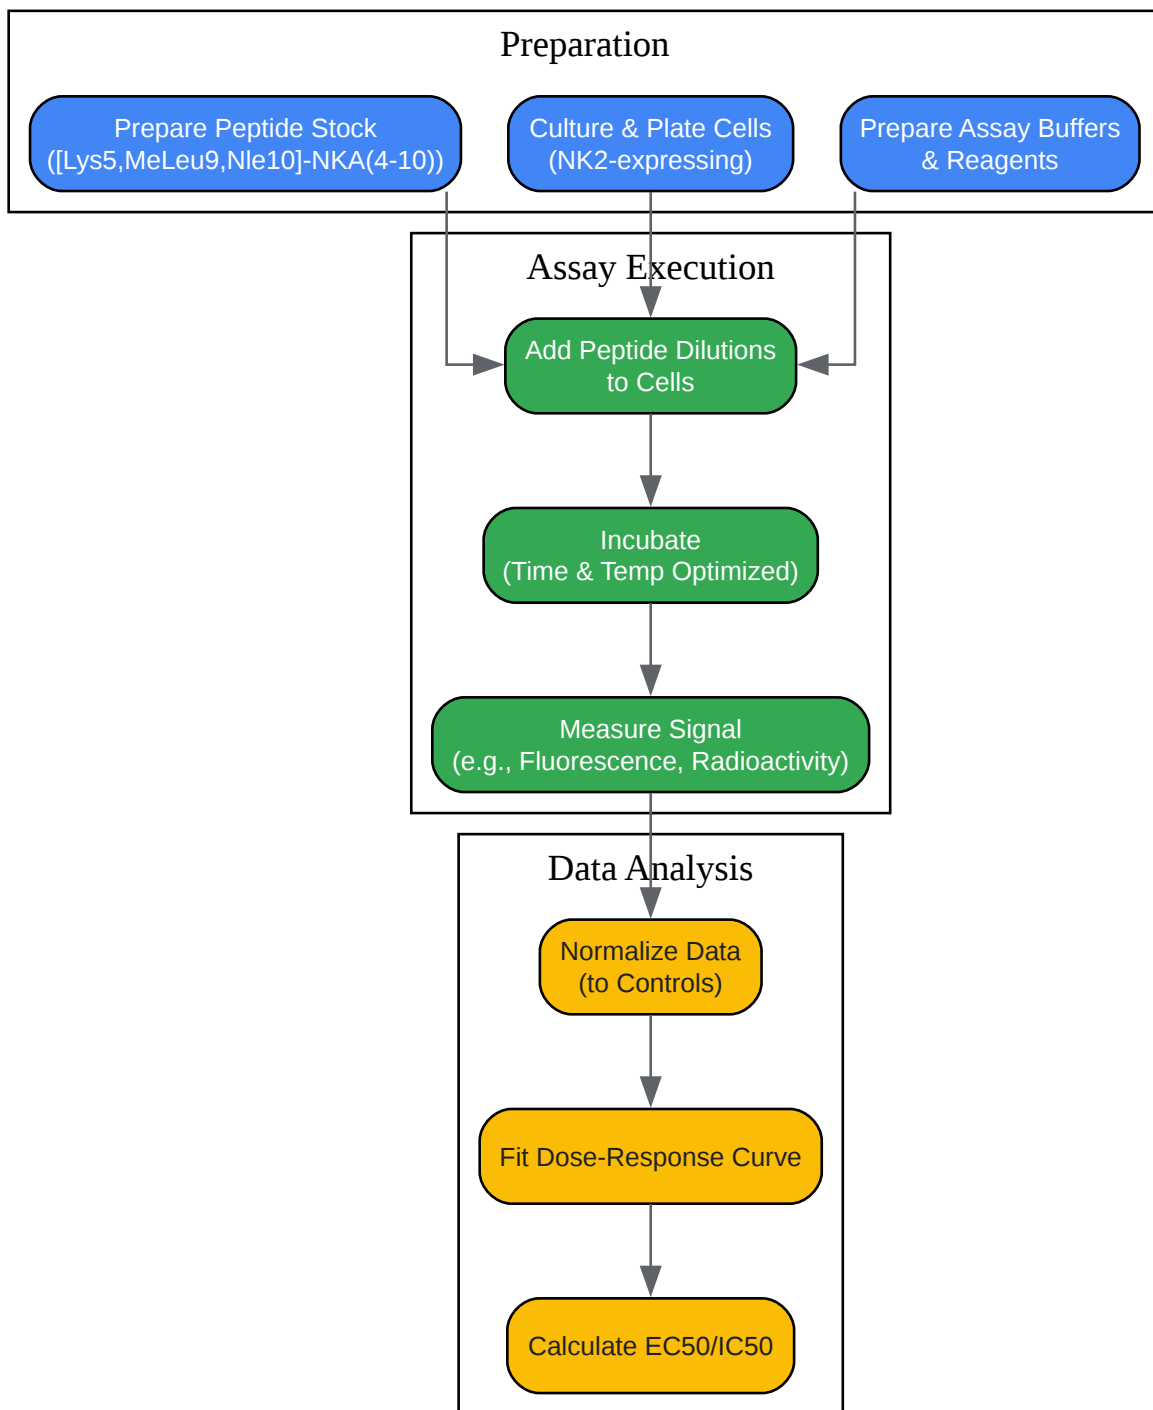 Preparation
Prepare Peptide Stock
([Lys5,MeLeu9,Nle10]-NKA(4-10))
Culture & Plate Cells
(NK2-expressing)
Prepare Assay Buffers
& Reagents
Assay Execution
Add Peptide Dilutions
to Cells
Incubate
(Time & Temp Optimized)
Measure Signal
(e.g., Fluorescence, Radioactivity)
Data Analysis
Normalize Data
(to Controls)
Fit Dose-Response Curve
Calculate EC50/IC50